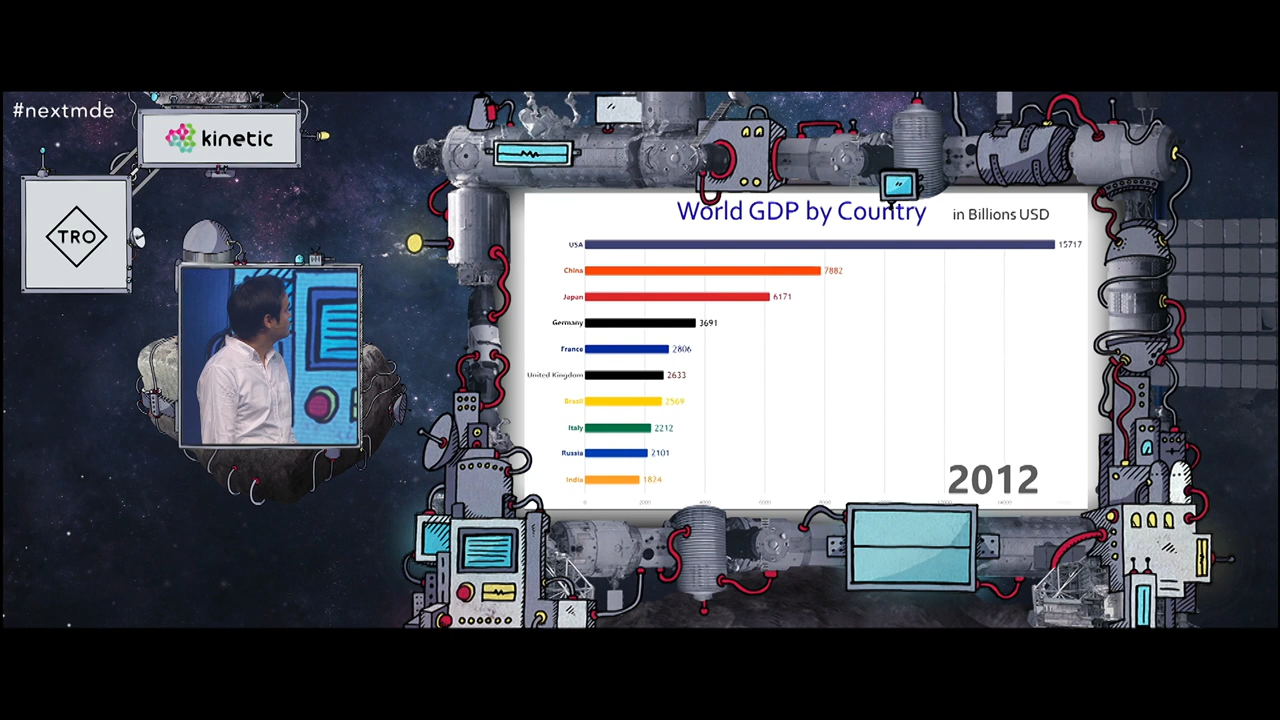 #nextmde
kinetic
TRO
World GDP by Country in Billions USD
USA 15717
China 7882
Japan 6171
Germany 3691
France 2806
United Kingdom 2633
Brasil 2569
Italy 2212
Russia 2101
India 1824
2012